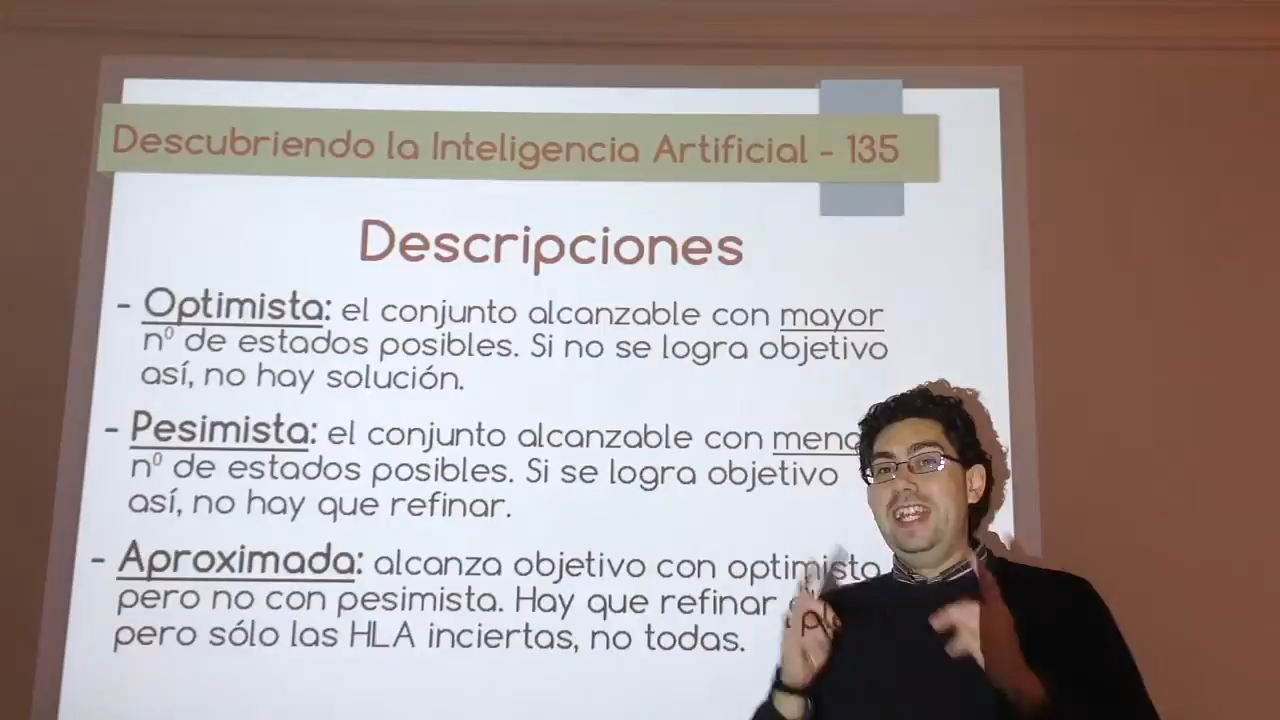 Descubriendo la Inteligencia Artificial - 135
Descripciones
- Optimista: el conjunto alcanzable con mayor
nº de estados posibles. Si no se logra objetivo
así, no hay solución.
- Pesimista: el conjunto alcanzable con
nº de estados posibles. Si se logra objetivo
así, no hay que refinar.
- Aproximada: alcanza objetivo con optimista
pero no con pesimista. Hay que refinar
pero sólo las HLA inciertas, no todas.